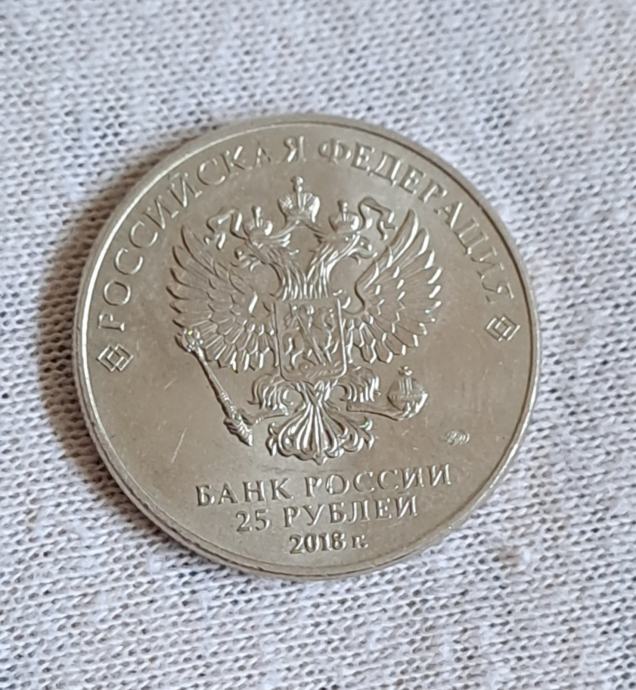 РОССИЙСКАЯ ФЕДЕРАЦИЯ
БАНК РОССИИ
25 РУБЛЕЙ
2018 г.